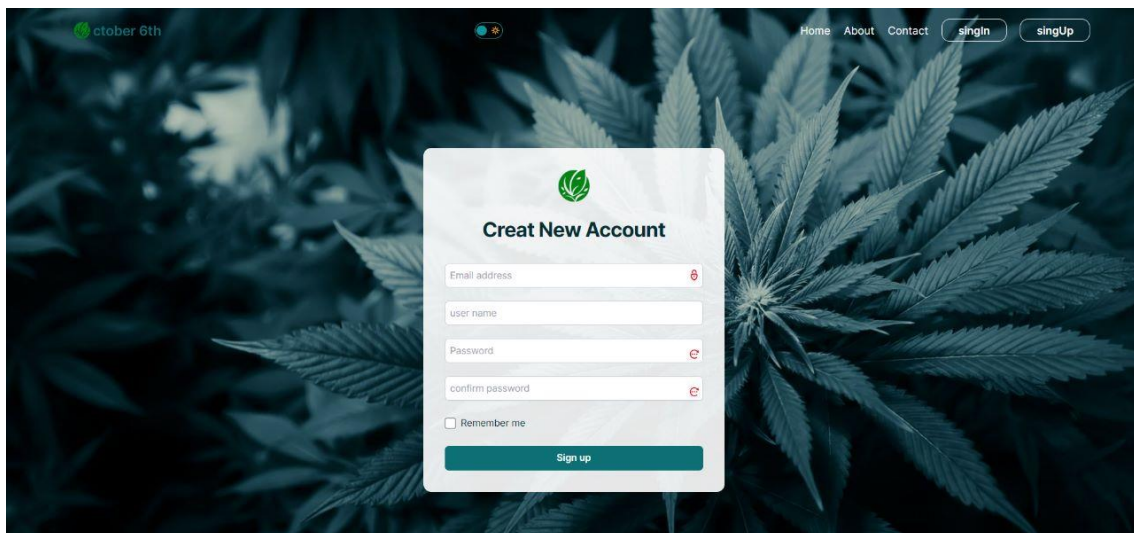 ctober 6th
Home About Contact singIn singUp
Creat New Account
Email address
user name
Password
confirm password
Remember me
Sign up